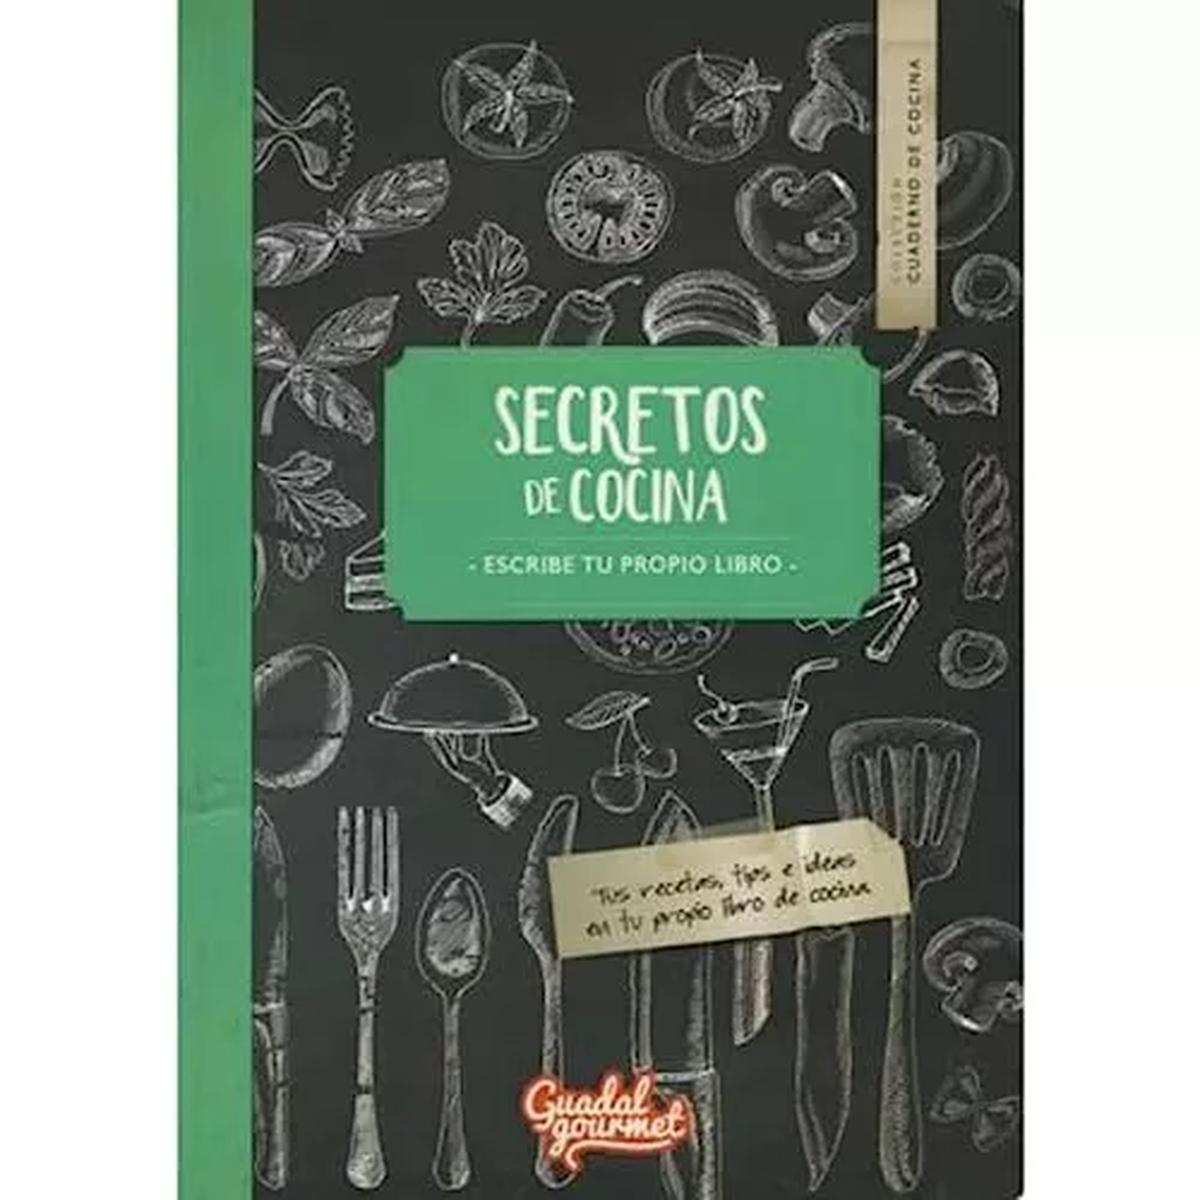 COLECCIÓN
CUADERNO DE COCINA
SECRETOS
DE COCINA
- ESCRIBE TU PROPIO LIBRO -
Tus recetas, tips e ideas
en tu propio libro de cocina
Guadal
gourmet